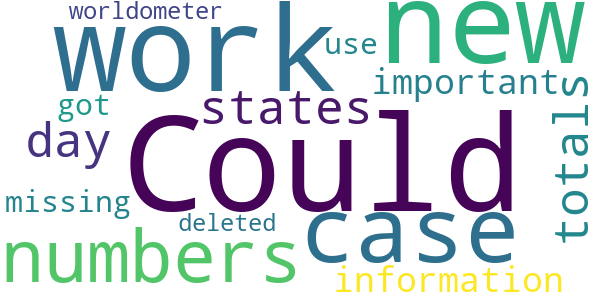 worldometer
work
new
use
important
got
states
totals
day
Could
missing
deleted
case
numbers
information